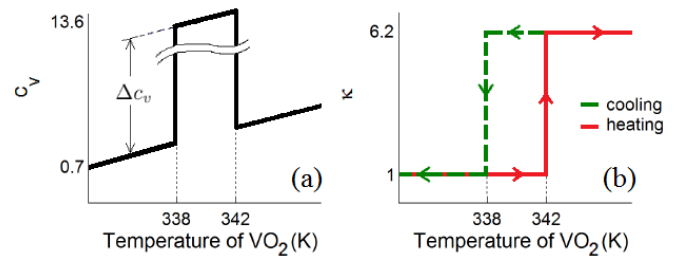 13.6
c_v
Δc_v
0.7
(a)
338 342
Temperature of VO₂(K)
6.2
κ
cooling
heating
1
(b)
338 342
Temperature of VO₂(K)